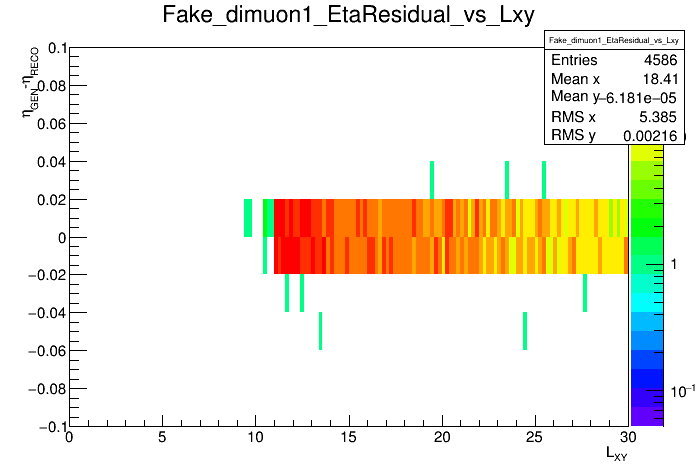 Fake_dimuon1_EtaResidual_vs_Lxy
Fake_dimuon1_EtaResidual_vs_Lxy
Entries 4586
Mean x 18.41
Mean y −6.181e−05
RMS x 5.385
RMS y 0.00216
η_GEN-η_RECO
0.1
0.08
0.06
0.04
0.02
0
−0.02
−0.04
−0.06
−0.08
−0.1
0 5 10 15 20 25 30
L_XY
1
10⁻¹